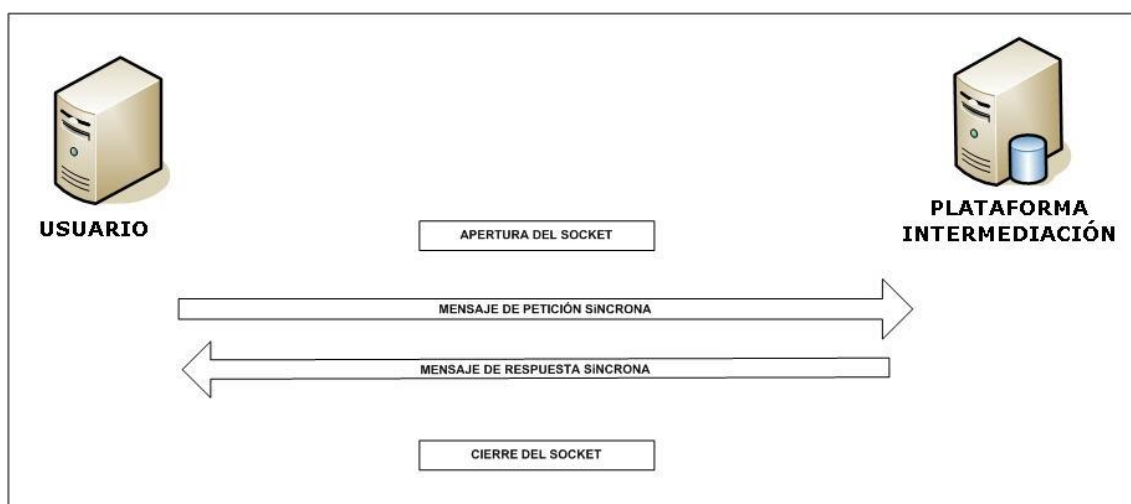 USUARIO
PLATAFORMA
INTERMEDIACIÓN
APERTURA DEL SOCKET
MENSAJE DE PETICIÓN SíNCRONA
MENSAJE DE RESPUESTA SíNCRONA
CIERRE DEL SOCKET